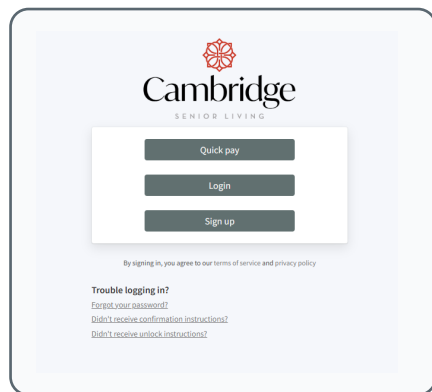 Cambridge
SENIOR LIVING
Quick pay
Login
Sign up
By signing in, you agree to our terms of service and privacy policy
Trouble logging in?
Forgot your password?
Didn't receive confirmation instructions?
Didn't receive unlock instructions?